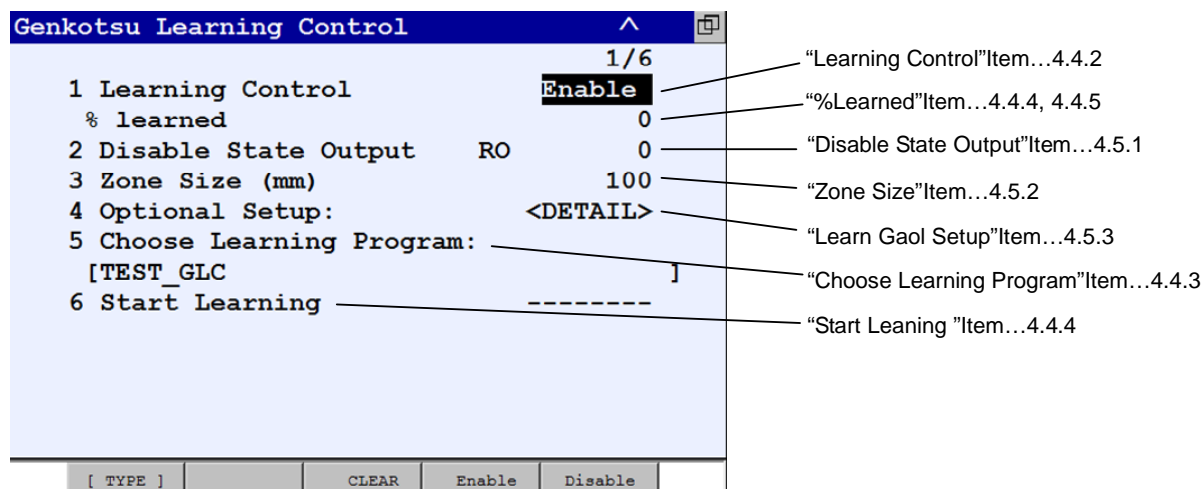 Genkotsu Learning Control ^
1/6
1 Learning Control Enable
% learned 0
2 Disable State Output RO 0
3 Zone Size (mm) 100
4 Optional Setup: <DETAIL>
5 Choose Learning Program:
[TEST_GLC ]
6 Start Learning --------
[ TYPE ] CLEAR Enable Disable
“Learning Control”Item…4.4.2
“%Learned”Item…4.4.4, 4.4.5
“Disable State Output”Item…4.5.1
“Zone Size”Item…4.5.2
“Learn Gaol Setup”Item…4.5.3
“Choose Learning Program”Item…4.4.3
“Start Leaning ”Item…4.4.4